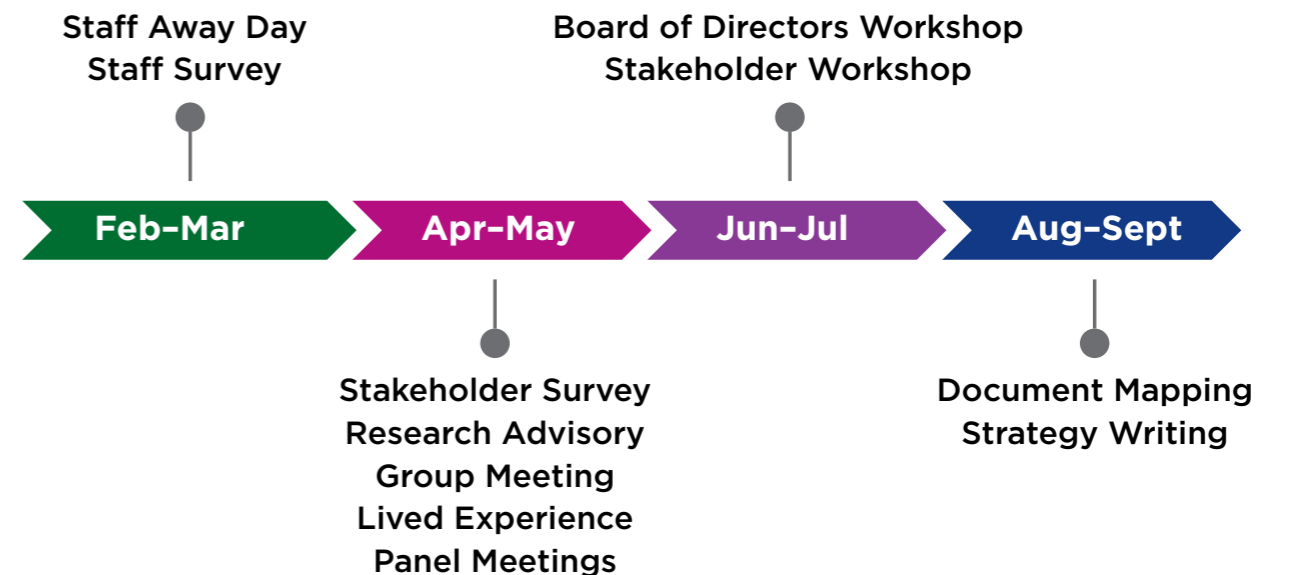 Staff Away Day
Staff Survey
Board of Directors Workshop
Stakeholder Workshop
Feb–Mar
Apr–May
Jun–Jul
Aug–Sept
Stakeholder Survey
Research Advisory
Group Meeting
Lived Experience
Panel Meetings
Document Mapping
Strategy Writing